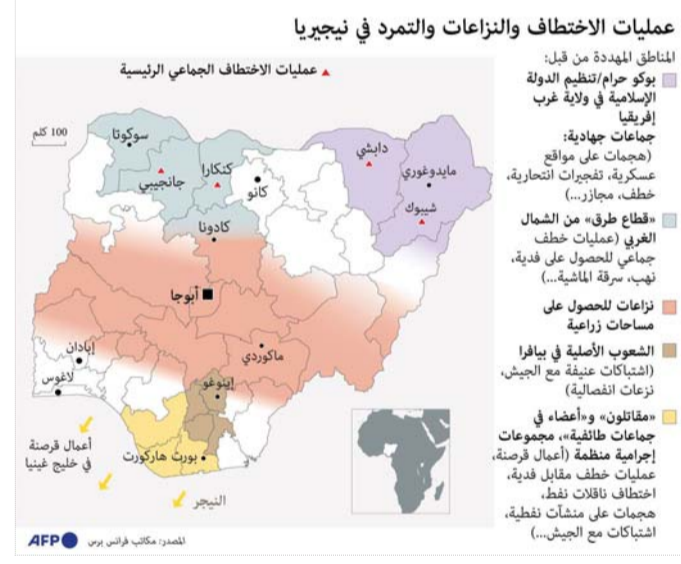 عمليات الاختطاف والنزاعات والتمرد في نيجيريا
المناطق المهددة من قبل:
بوكو حرام/تنظيم الدولة
الإسلامية في ولاية غرب
إفريقيا
جماعات جهادية:
(هجمات على مواقع
عسكرية، تفجيرات انتحارية،
خطف، مجازر...)
«قطاع طرق» من الشمال
الغربي (عمليات خطف
جماعي للحصول على فدية،
نهب، سرقة الماشية...)
نزاعات للحصول على
مساحات زراعية
الشعوب الأصلية في بيافرا
(اشتباكات عنيفة مع الجيش،
نزعات انفصالية)
«مقاتلون» و«أعضاء في
جماعات طائفية»، مجموعات
إجرامية منظمة (أعمال قرصنة،
عمليات خطف مقابل فدية،
اختطاف ناقلات نفط،
هجمات على منشآت نفطية،
اشتباكات مع الجيش...)
عمليات الاختطاف الجماعي الرئيسية
100 كلم
سوكوتا
دابشي
كنكارا
جانجيبي
مايدوغوري
كانو
شيبوك
كادونا
أبوجا
إبادان
ماكوردي
لاغوس
إينوغو
أعمال قرصنة
في خليج غينيا
بورت هاركورت
النيجر
المصدر: مكاتب فرانس برس
AFP